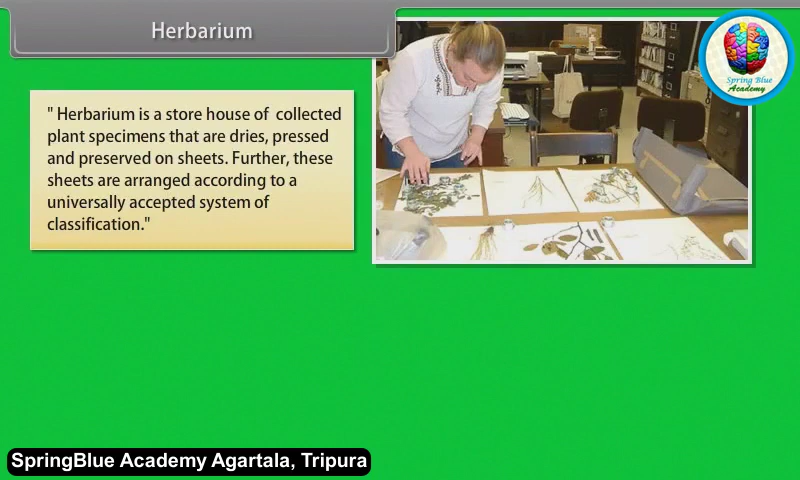 Herbarium
Spring Blue
Academy
" Herbarium is a store house of collected
plant specimens that are dries, pressed
and preserved on sheets. Further, these
sheets are arranged according to a
universally accepted system of
classification."
SpringBlue Academy Agartala, Tripura